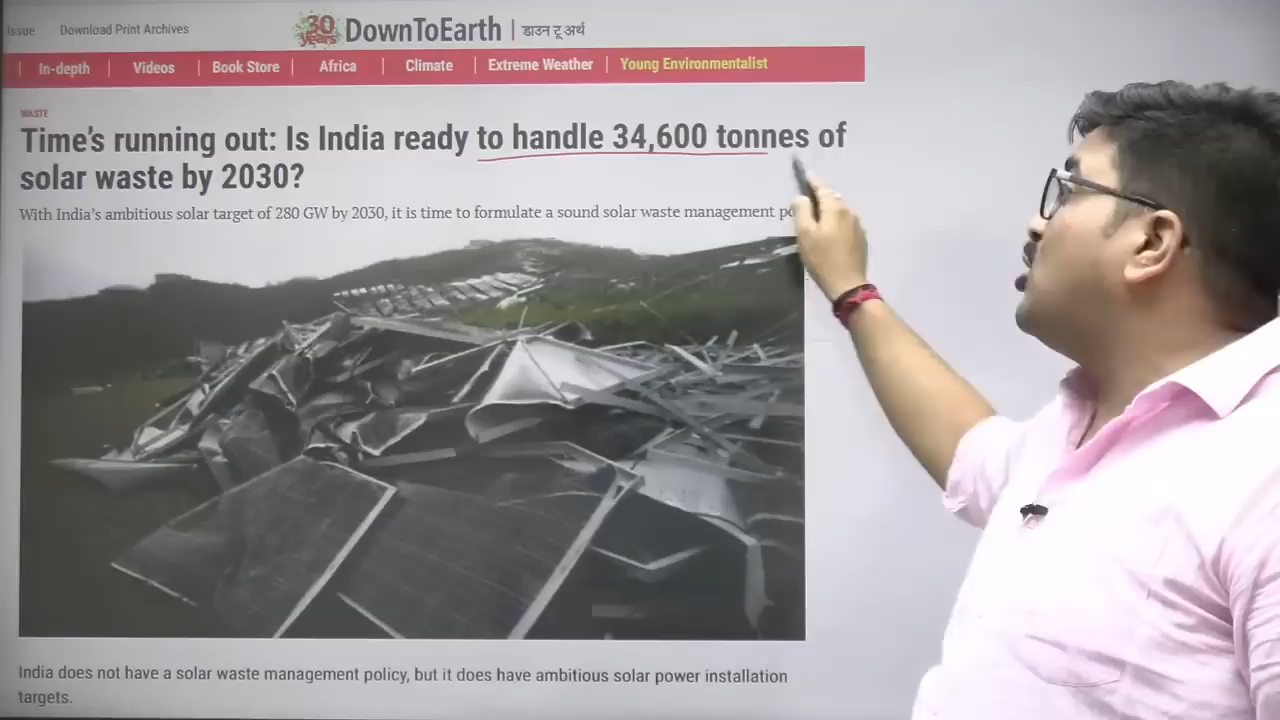 Issue Download Print Archives
30 years DownToEarth | डाउन टू अर्थ
In-depth | Videos | Book Store | Africa | Climate | Extreme Weather | Young Environmentalist
WASTE
Time's running out: Is India ready to handle 34,600 tonnes of
solar waste by 2030?
With India's ambitious solar target of 280 GW by 2030, it is time to formulate a sound solar waste management
India does not have a solar waste management policy, but it does have ambitious solar power installation
targets.